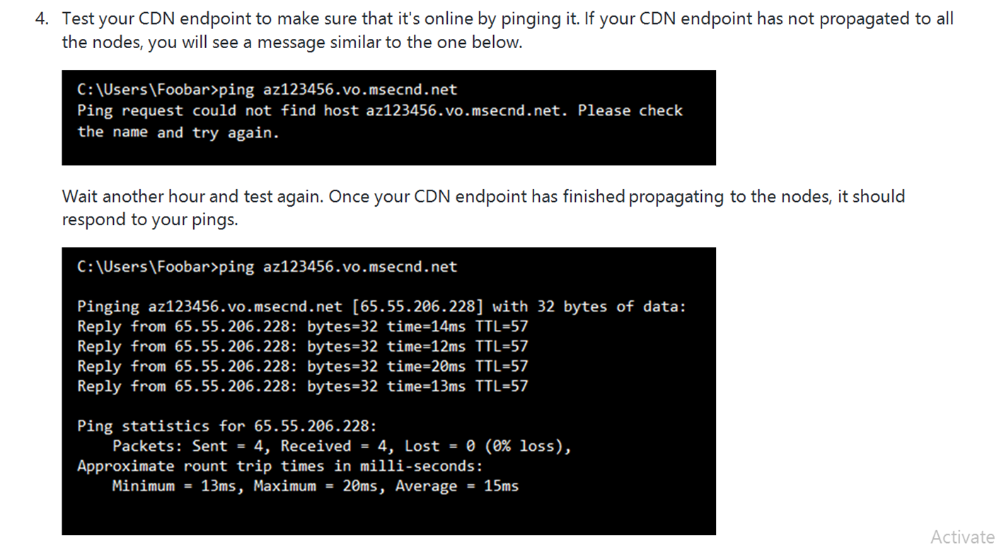 4. Test your CDN endpoint to make sure that it's online by pinging it. If your CDN endpoint has not propagated to all
the nodes, you will see a message similar to the one below.
C:\Users\Foobar>ping az123456.vo.msecnd.net
Ping request could not find host az123456.vo.msecnd.net. Please check
the name and try again.
Wait another hour and test again. Once your CDN endpoint has finished propagating to the nodes, it should
respond to your pings.
C:\Users\Foobar>ping az123456.vo.msecnd.net
Pinging az123456.vo.msecnd.net [65.55.206.228] with 32 bytes of data:
Reply from 65.55.206.228: bytes=32 time=14ms TTL=57
Reply from 65.55.206.228: bytes=32 time=12ms TTL=57
Reply from 65.55.206.228: bytes=32 time=20ms TTL=57
Reply from 65.55.206.228: bytes=32 time=13ms TTL=57
Ping statistics for 65.55.206.228:
Packets: Sent = 4, Received = 4, Lost = 0 (0% loss),
Approximate rount trip times in milli-seconds:
Minimum = 13ms, Maximum = 20ms, Average = 15ms
Activate